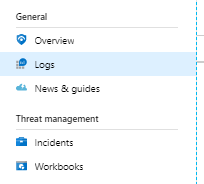 General
Overview
Logs
News & guides
Threat management
Incidents
Workbooks